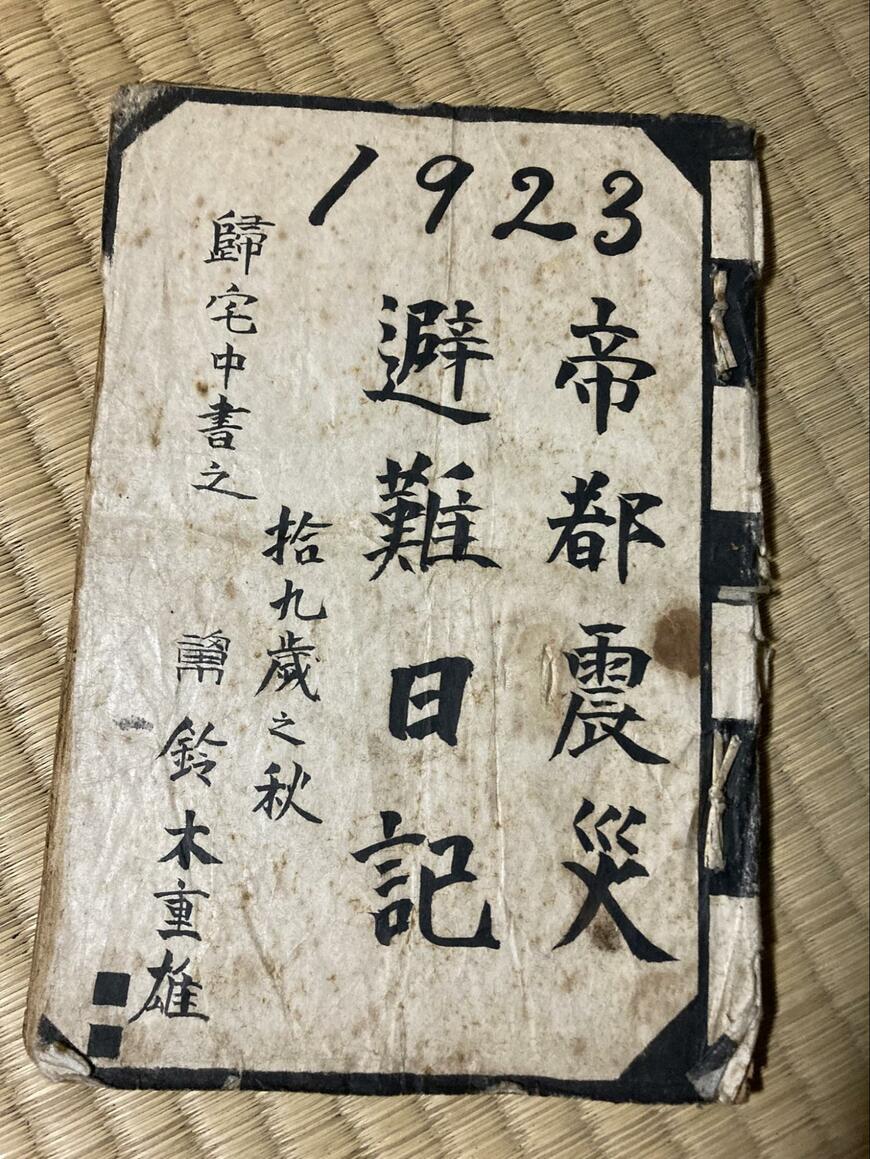 1923
帝都震災
避難日記
拾九歲之秋
歸宅中書之
鈴木重雄